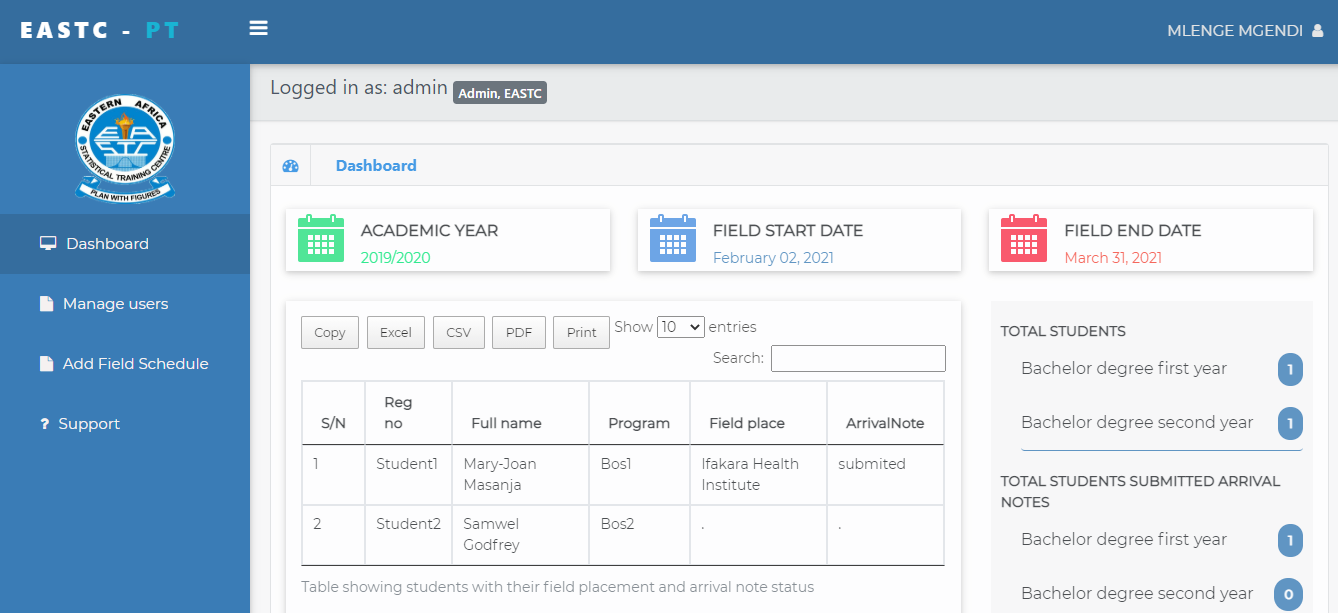 EASTC - PT
MLENGE MGENDI
EASTERN AFRICA
STATISTICAL TRAINING CENTRE
PLAN WITH FIGURES
Dashboard
Manage users
Add Field Schedule
? Support
Logged in as: admin Admin, EASTC
Dashboard
ACADEMIC YEAR
2019/2020
FIELD START DATE
February 02, 2021
FIELD END DATE
March 31, 2021
Copy Excel CSV PDF Print Show 10 entries
Search:
S/N Reg no Full name Program Field place ArrivalNote
1 Student1 Mary-Joan Masanja Bos1 Ifakara Health Institute submited
2 Student2 Samwel Godfrey Bos2 . .
Table showing students with their field placement and arrival note status
TOTAL STUDENTS
Bachelor degree first year 1
Bachelor degree second year 1
TOTAL STUDENTS SUBMITTED ARRIVAL
NOTES
Bachelor degree first year 1
Bachelor degree second year 0